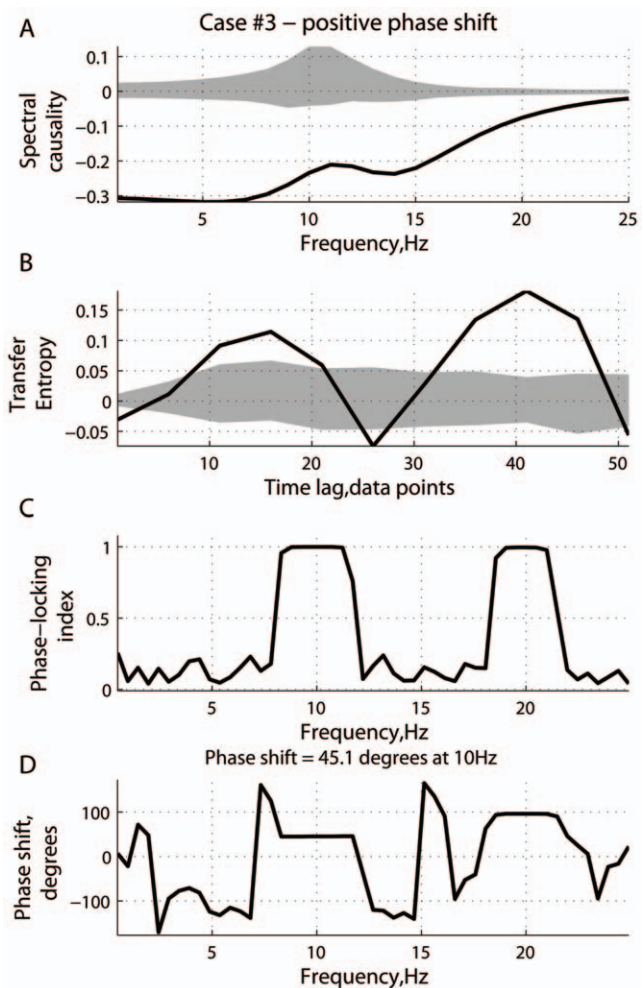 A
Case #3 – positive phase shift
Spectral
causality
0.1
0
−0.1
−0.2
−0.3
5
10
15
20
25
Frequency,Hz
B
Transfer
Entropy
0.15
0.1
0.05
0
−0.05
10
20
30
40
50
Time lag,data points
C
Phase−locking
index
1
0.5
0
5
10
15
20
Frequency,Hz
D
Phase shift = 45.1 degrees at 10Hz
Phase shift,
degrees
100
0
−100
5
10
15
20
Frequency,Hz